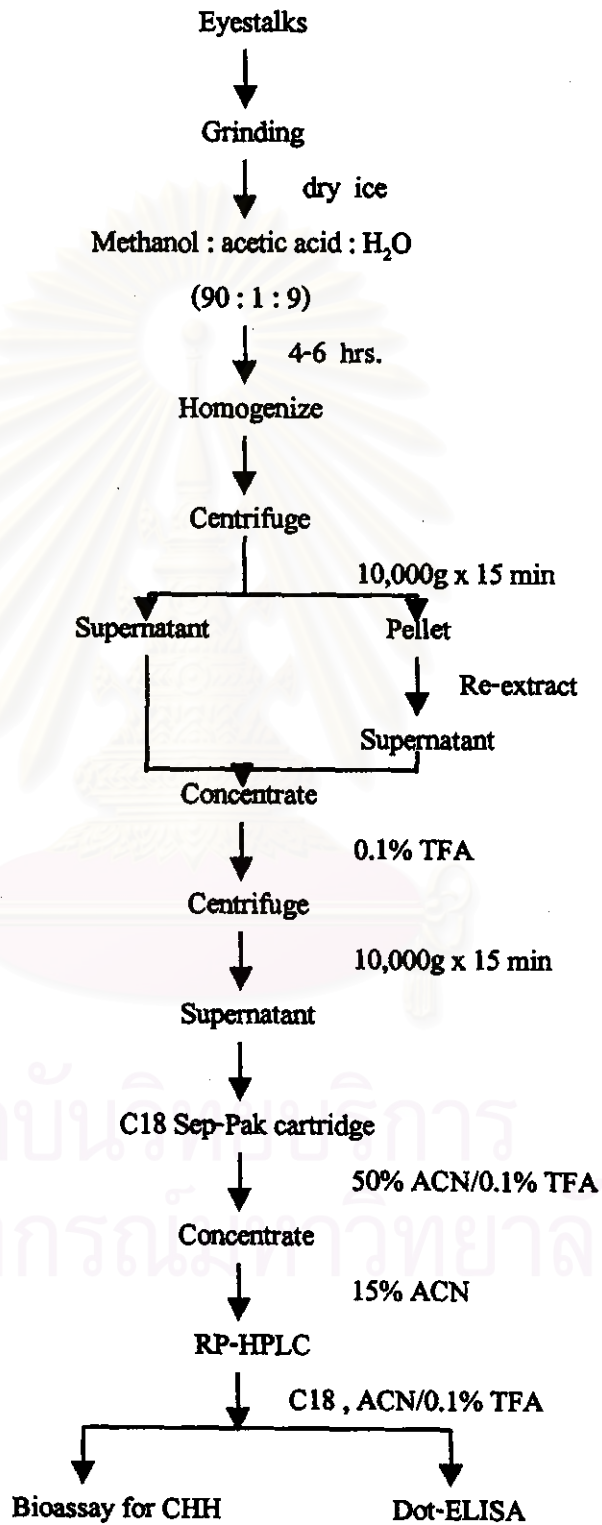 Eyestalks
Grinding
dry ice
Methanol : acetic acid : H₂O
(90 : 1 : 9)
4-6 hrs.
Homogenize
Centrifuge
10,000g x 15 min
Supernatant Pellet
Re-extract
Supernatant
Concentrate
0.1% TFA
Centrifuge
10,000g x 15 min
Supernatant
C18 Sep-Pak cartridge
50% ACN/0.1% TFA
Concentrate
15% ACN
RP-HPLC
C18 , ACN/0.1% TFA
Bioassay for CHH Dot-ELISA